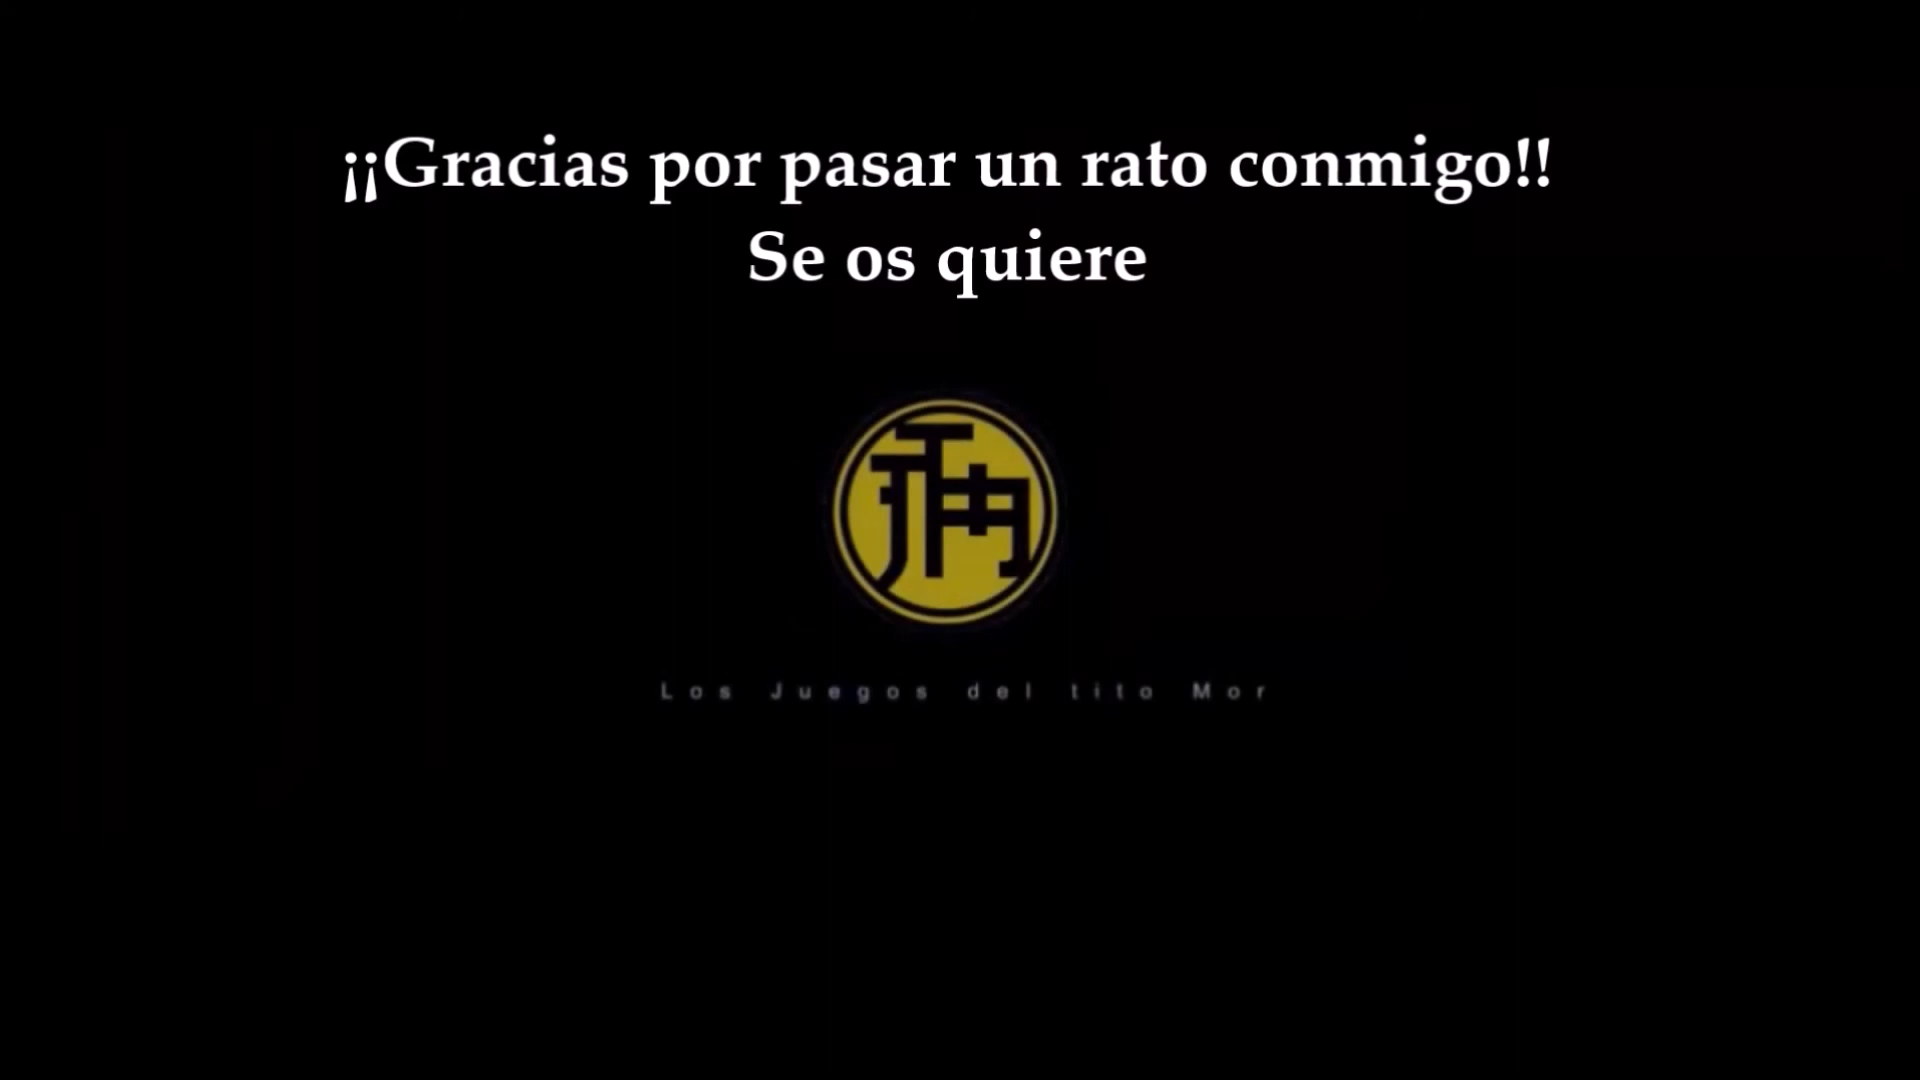 ¡¡Gracias por pasar un rato conmigo!!
Se os quiere
Los Juegos del tito Mor